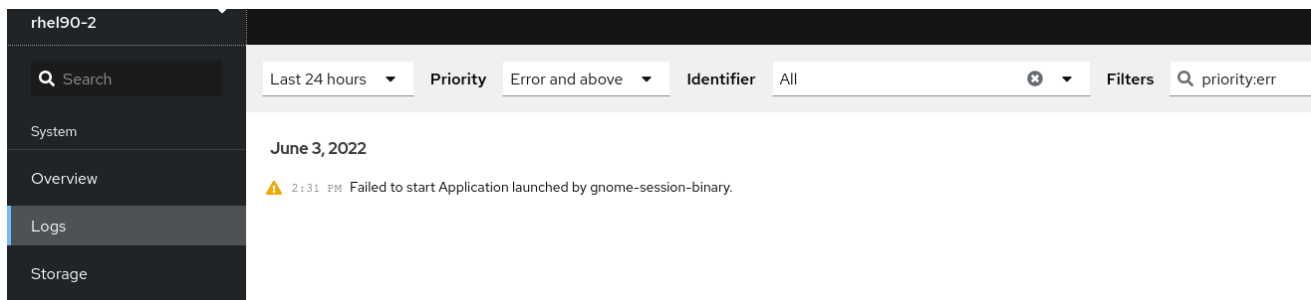 rhel90-2
Search
Last 24 hours Priority Error and above Identifier All Filters priority:err
System
June 3, 2022
Overview
2:31 PM Failed to start Application launched by gnome-session-binary.
Logs
Storage